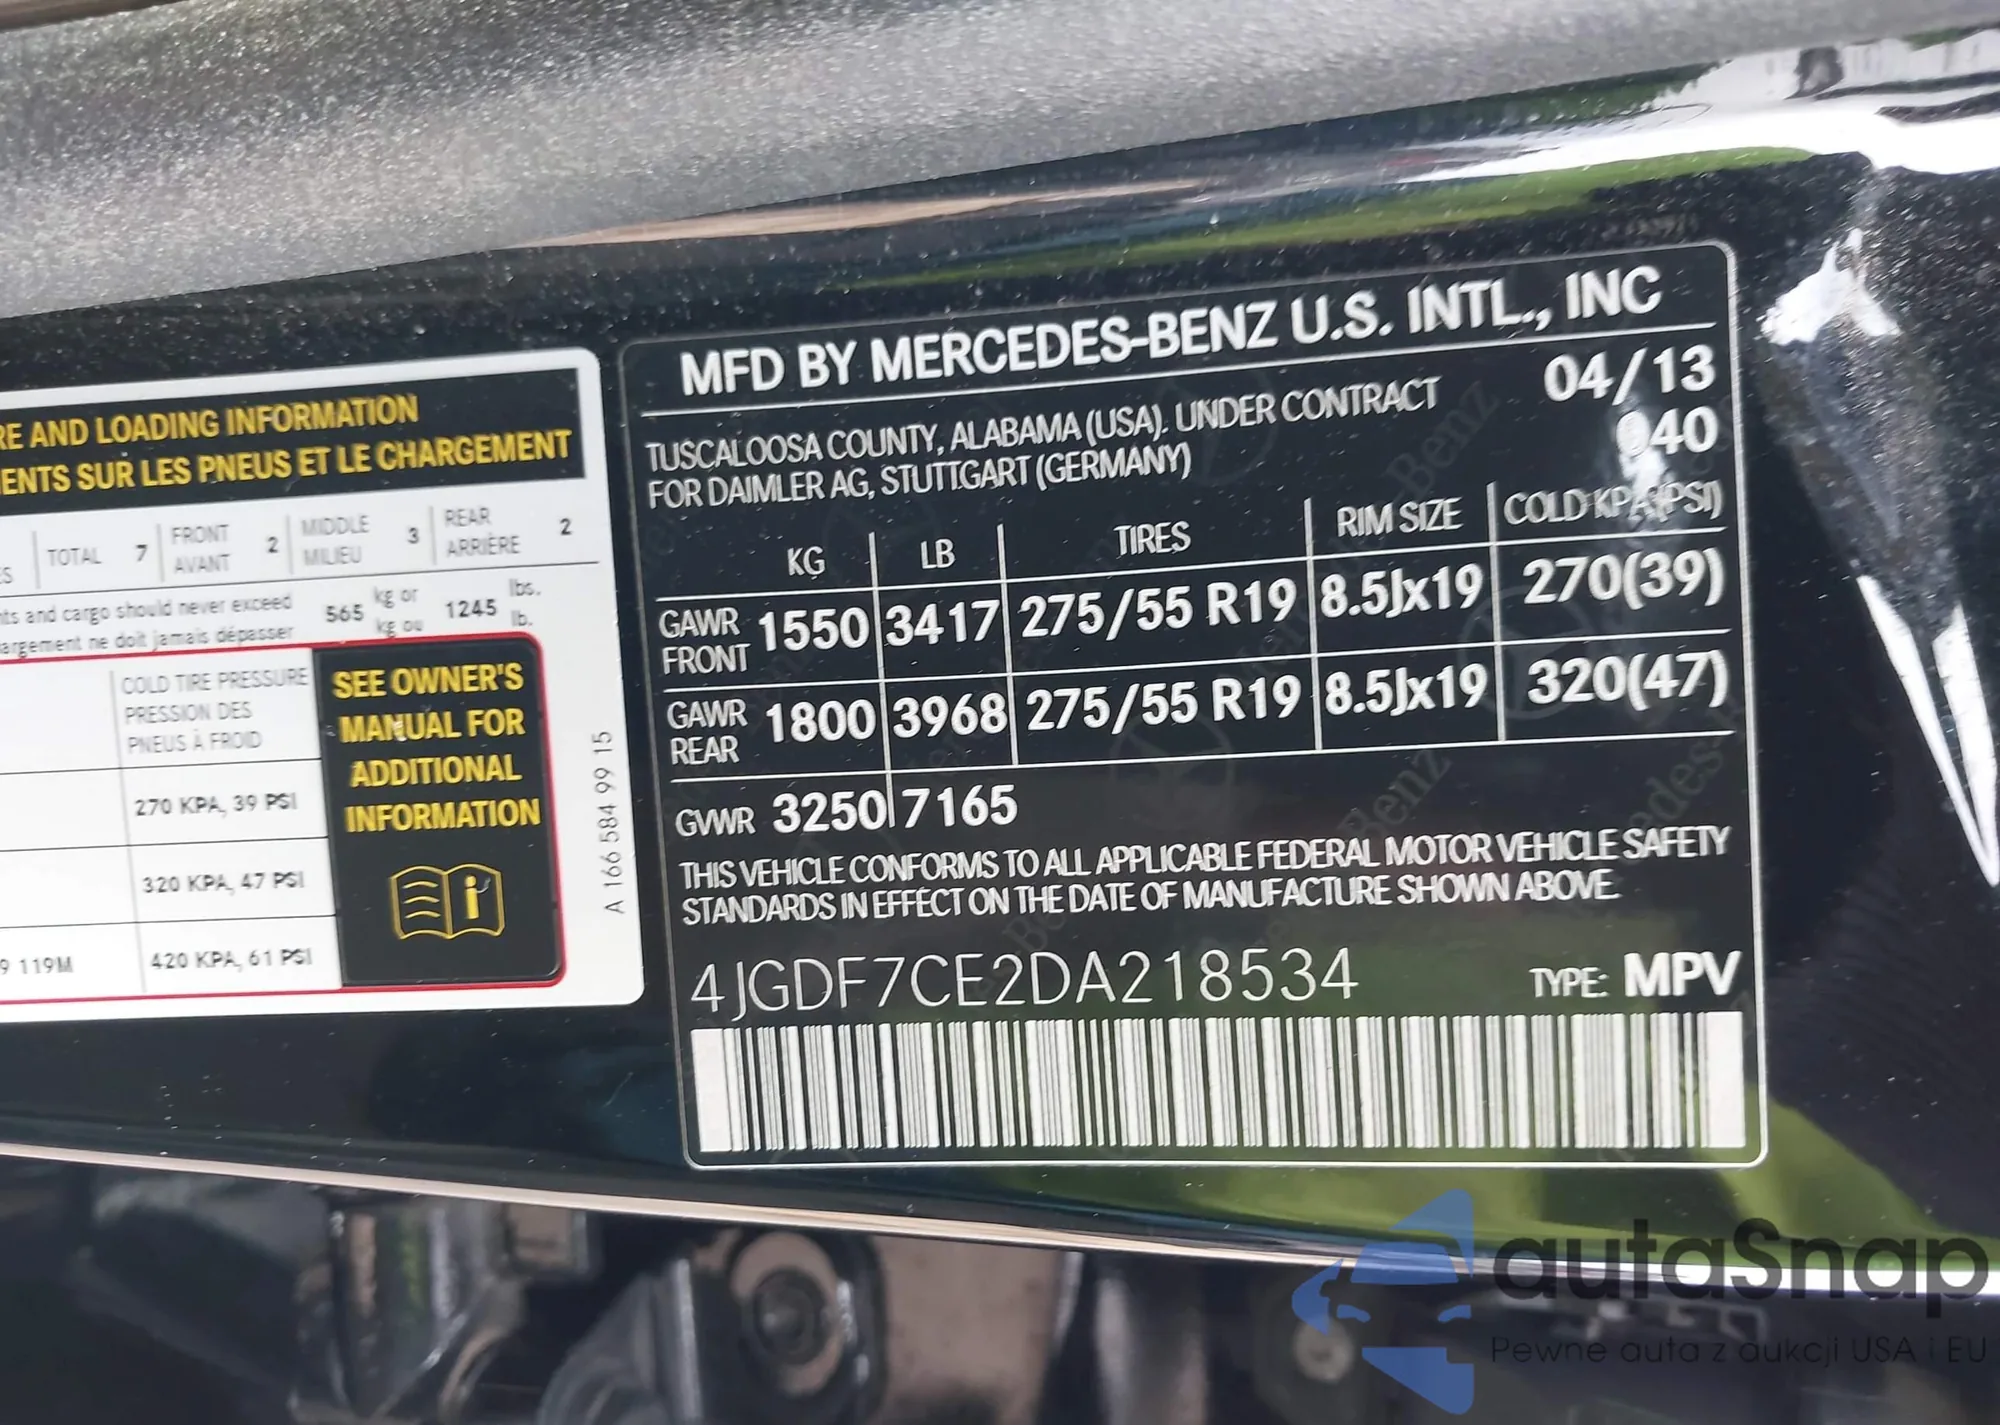 RE AND LOADING INFORMATION
ENTS SUR LES PNEUS ET LE CHARGEMENT
TOTAL 7 FRONT AVANT 2 MIDDLE MILIEU 3 REAR ARRIÈRE 2
nts and cargo should never exceed 565 kg or 1245 lbs.
argement ne doit jamais dépasser kg ou lb.
COLD TIRE PRESSURE
PRESSION DES
PNEUS À FROID
270 KPA, 39 PSI
320 KPA, 47 PSI
9 119M 420 KPA, 61 PSI
SEE OWNER'S
MANUAL FOR
ADDITIONAL
INFORMATION
A 166 584 99 15
MFD BY MERCEDES-BENZ U.S. INTL., INC
TUSCALOOSA COUNTY, ALABAMA (USA). UNDER CONTRACT
FOR DAIMLER AG, STUTTGART (GERMANY)
04/13
040
KG LB TIRES RIM SIZE COLD KPA(PSI)
GAWR FRONT 1550 3417 275/55 R19 8.5Jx19 270(39)
GAWR REAR 1800 3968 275/55 R19 8.5Jx19 320(47)
GVWR 3250 7165
THIS VEHICLE CONFORMS TO ALL APPLICABLE FEDERAL MOTOR VEHICLE SAFETY
STANDARDS IN EFFECT ON THE DATE OF MANUFACTURE SHOWN ABOVE.
4JGDF7CE2DA218534 TYPE: MPV
autaSnap
Pewne auta z aukcji USA i EU